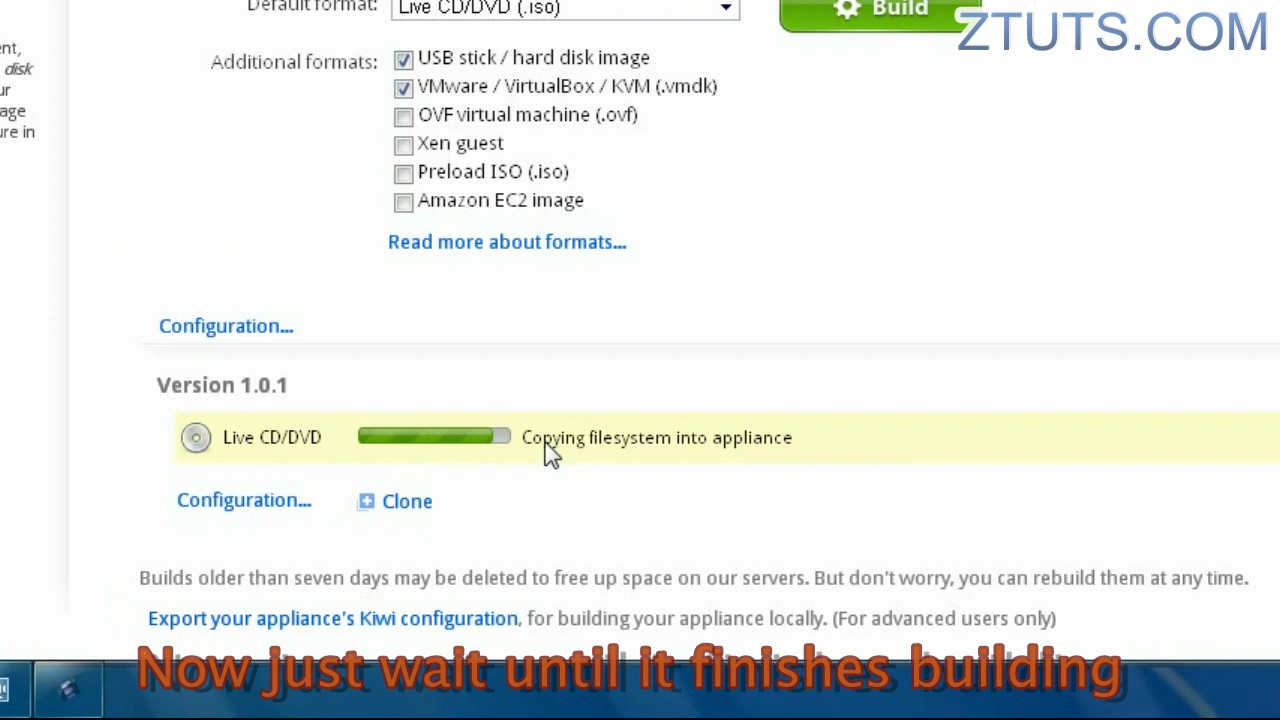 Default format: Live CD/DVD (.iso)
Build
ZTUTS.COM
ent,
disk
ur
age
ure in
Additional formats:
USB stick / hard disk image
VMware / VirtualBox / KVM (.vmdk)
OVF virtual machine (.ovf)
Xen guest
Preload ISO (.iso)
Amazon EC2 image
Read more about formats...
Configuration...
Version 1.0.1
Live CD/DVD Copying filesystem into appliance
Configuration... Clone
Builds older than seven days may be deleted to free up space on our servers. But don't worry, you can rebuild them at any time.
Export your appliance's Kiwi configuration, for building your appliance locally. (For advanced users only)
Now just wait until it finishes building